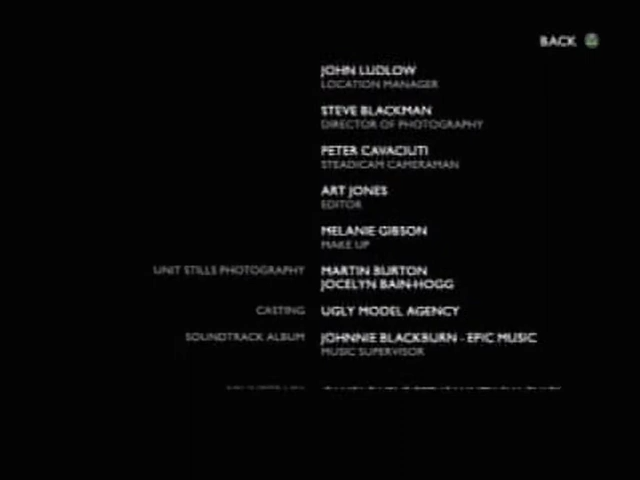 BACK
JOHN LUDLOW
LOCATION MANAGER
STEVE BLACKMAN
DIRECTOR OF PHOTOGRAPHY
PETER CAVACIUTI
STEADICAM CAMERAMAN
ART JONES
EDITOR
MELANIE GIBSON
MAKE UP
UNIT STILLS PHOTOGRAPHY MARTIN BURTON
JOCELYN BAIN-HOGG
CASTING UGLY MODEL AGENCY
SOUNDTRACK ALBUM JOHNNIE BLACKBURN - EPIC MUSIC
MUSIC SUPERVISOR